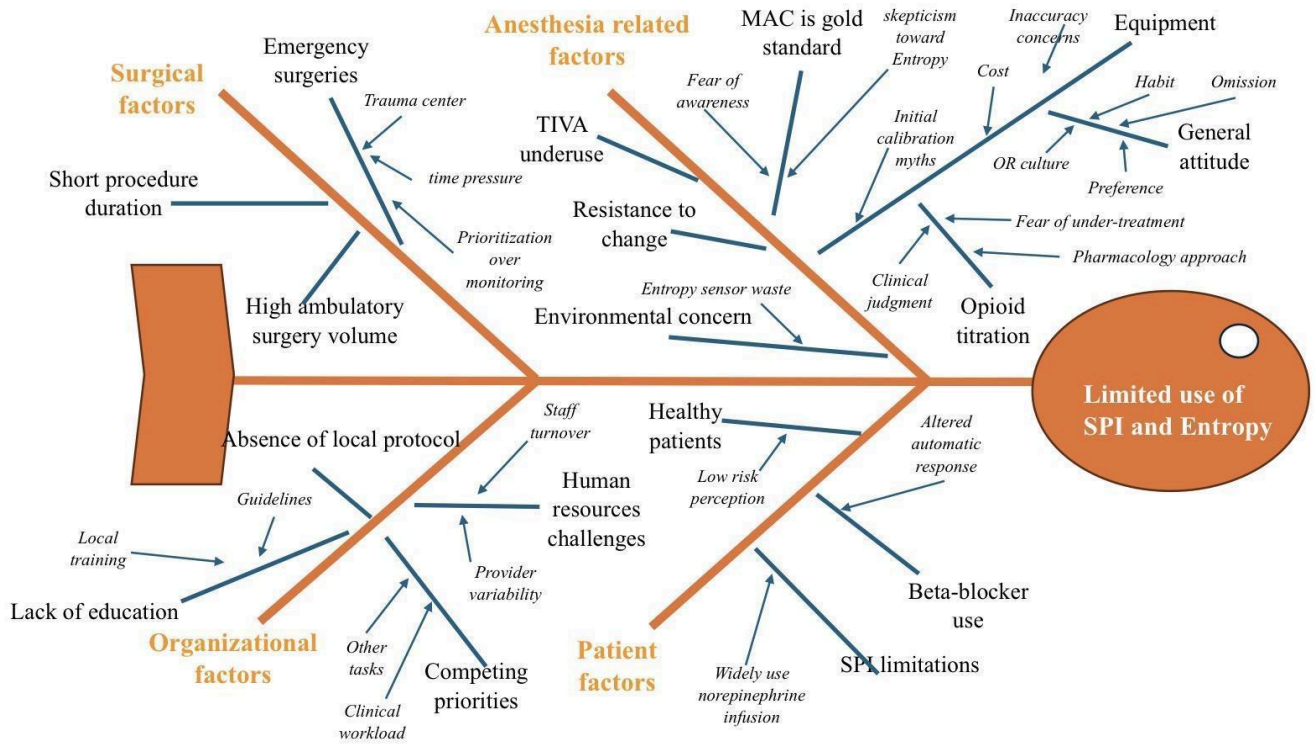 Surgical
factors
Emergency
surgeries
Trauma center
time pressure
Prioritization
over
monitoring
Short procedure
duration
High ambulatory
surgery volume
Anesthesia related
factors
MAC is gold
standard
Fear of
awareness
skepticism
toward
Entropy
TIVA
underuse
Resistance to
change
Entropy sensor waste
Environmental concern
Equipment
Inaccuracy
concerns
Cost
Initial
calibration
myths
Habit
Omission
General
attitude
OR culture
Preference
Fear of under-treatment
Pharmacology approach
Clinical
judgment
Opioid
titration
Limited use of
SPI and Entropy
Absence of local protocol
Staff
turnover
Human
resources
challenges
Provider
variability
Guidelines
Local
training
Lack of education
Organizational
factors
Other
tasks
Clinical
workload
Competing
priorities
Healthy
patients
Low risk
perception
Altered
automatic
response
Beta-blocker
use
SPI limitations
Widely use
norepinephrine
infusion
Patient
factors